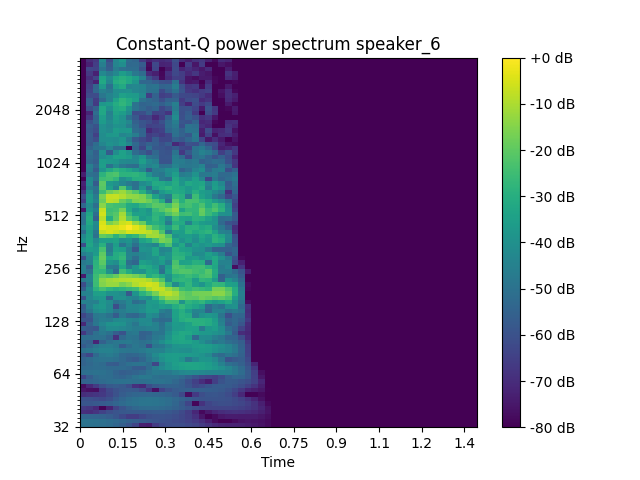 Constant-Q power spectrum speaker_6
Hz
2048
1024
512
256
128
64
32
0 0.15 0.3 0.45 0.6 0.75 0.9 1.1 1.2 1.4
Time
+0 dB
-10 dB
-20 dB
-30 dB
-40 dB
-50 dB
-60 dB
-70 dB
-80 dB